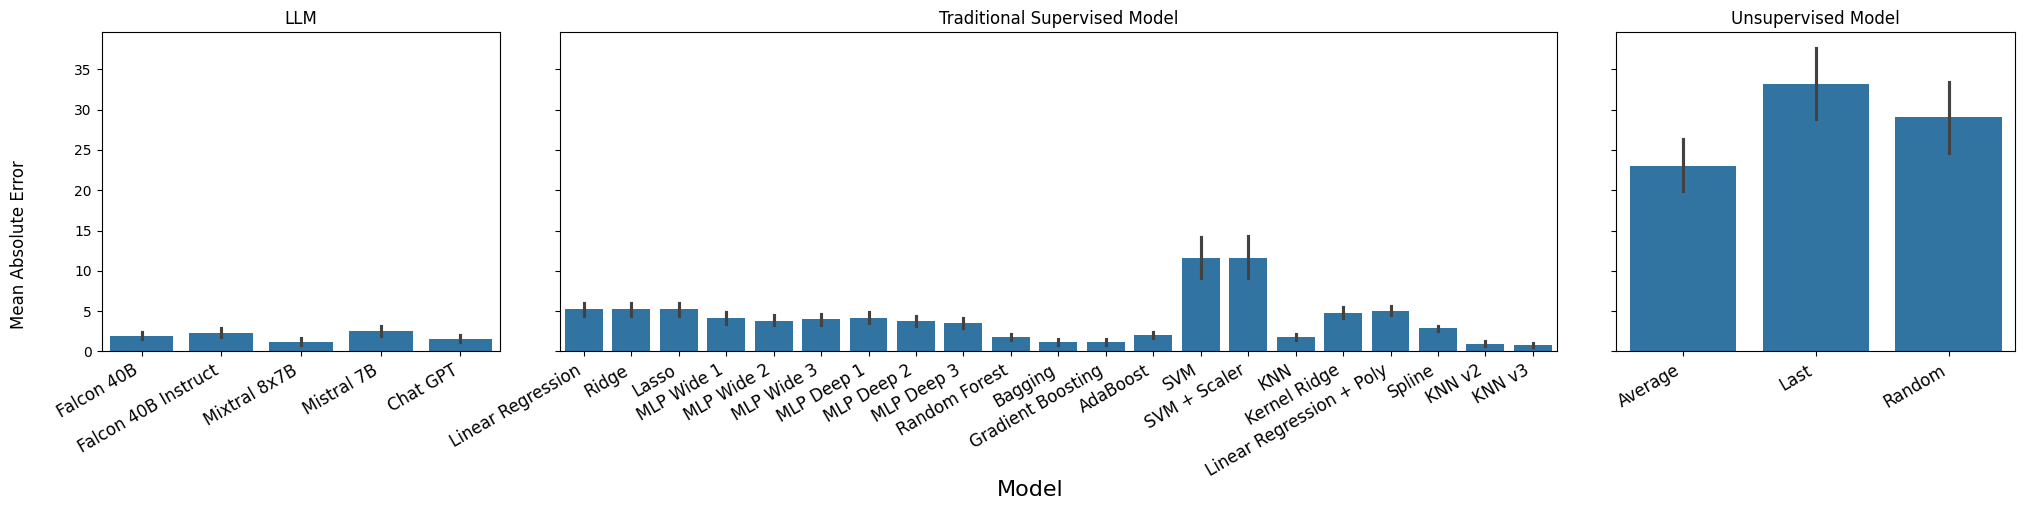 LLM
Traditional Supervised Model
Unsupervised Model
Mean Absolute Error
35
30
25
20
15
10
5
0
Falcon 40B
Falcon 40B Instruct
Mixtral 8x7B
Mistral 7B
Chat GPT
Linear Regression
Ridge
Lasso
MLP Wide 1
MLP Wide 2
MLP Wide 3
MLP Deep 1
MLP Deep 2
MLP Deep 3
Random Forest
Bagging
Gradient Boosting
AdaBoost
SVM
SVM + Scaler
KNN
Kernel Ridge
Linear Regression + Poly
Spline
KNN v2
KNN v3
Average
Last
Random
Model